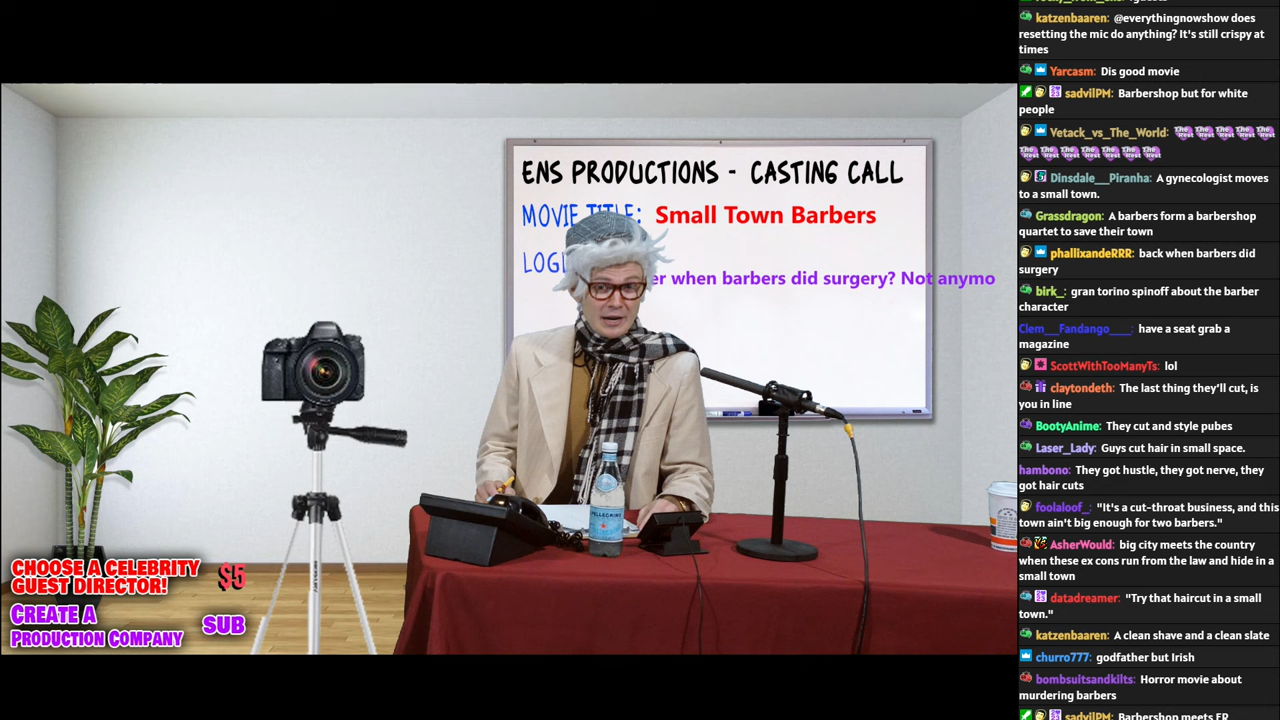 katzenbaaren: @everythingnowshow does
resetting the mic do anything? It's still crispy at
times
Yarcasm: Dis good movie
sadvilPM: Barbershop but for white
people
Vetack_vs_The_World:
Dinsdale__Piranha: A gynecologist moves
to a small town.
Grassdragon: A barbers form a barbershop
quartet to save their town
phallixandeRRR: back when barbers did
surgery
birk_: gran torino spinoff about the barber
character
Clem__Fandango___: have a seat grab a
magazine
ScottWithTooManyTs: lol
claytondeth: The last thing they'll cut, is
you in line
BootyAnime: They cut and style pubes
Laser_Lady: Guys cut hair in small space.
hambono: They got hustle, they got nerve, they
got hair cuts
foolaloof_: "It's a cut-throat business, and this
town ain't big enough for two barbers."
AsherWould: big city meets the country
when these ex cons run from the law and hide in a
small town
datadreamer: "Try that haircut in a small
town."
katzenbaaren: A clean shave and a clean slate
churro777: godfather but Irish
bombsuitsandkilts: Horror movie about
murdering barbers
sadvilPM: Barbershop meets ER
ENS PRODUCTIONS - CASTING CALL
MOVIE TITLE: Small Town Barbers
LOGI
er when barbers did surgery? Not anymo
S.PELLEGRINO
CHOOSE A CELEBRITY
GUEST DIRECTOR! $5
CREATE A
PRODUCTION COMPANY SUB